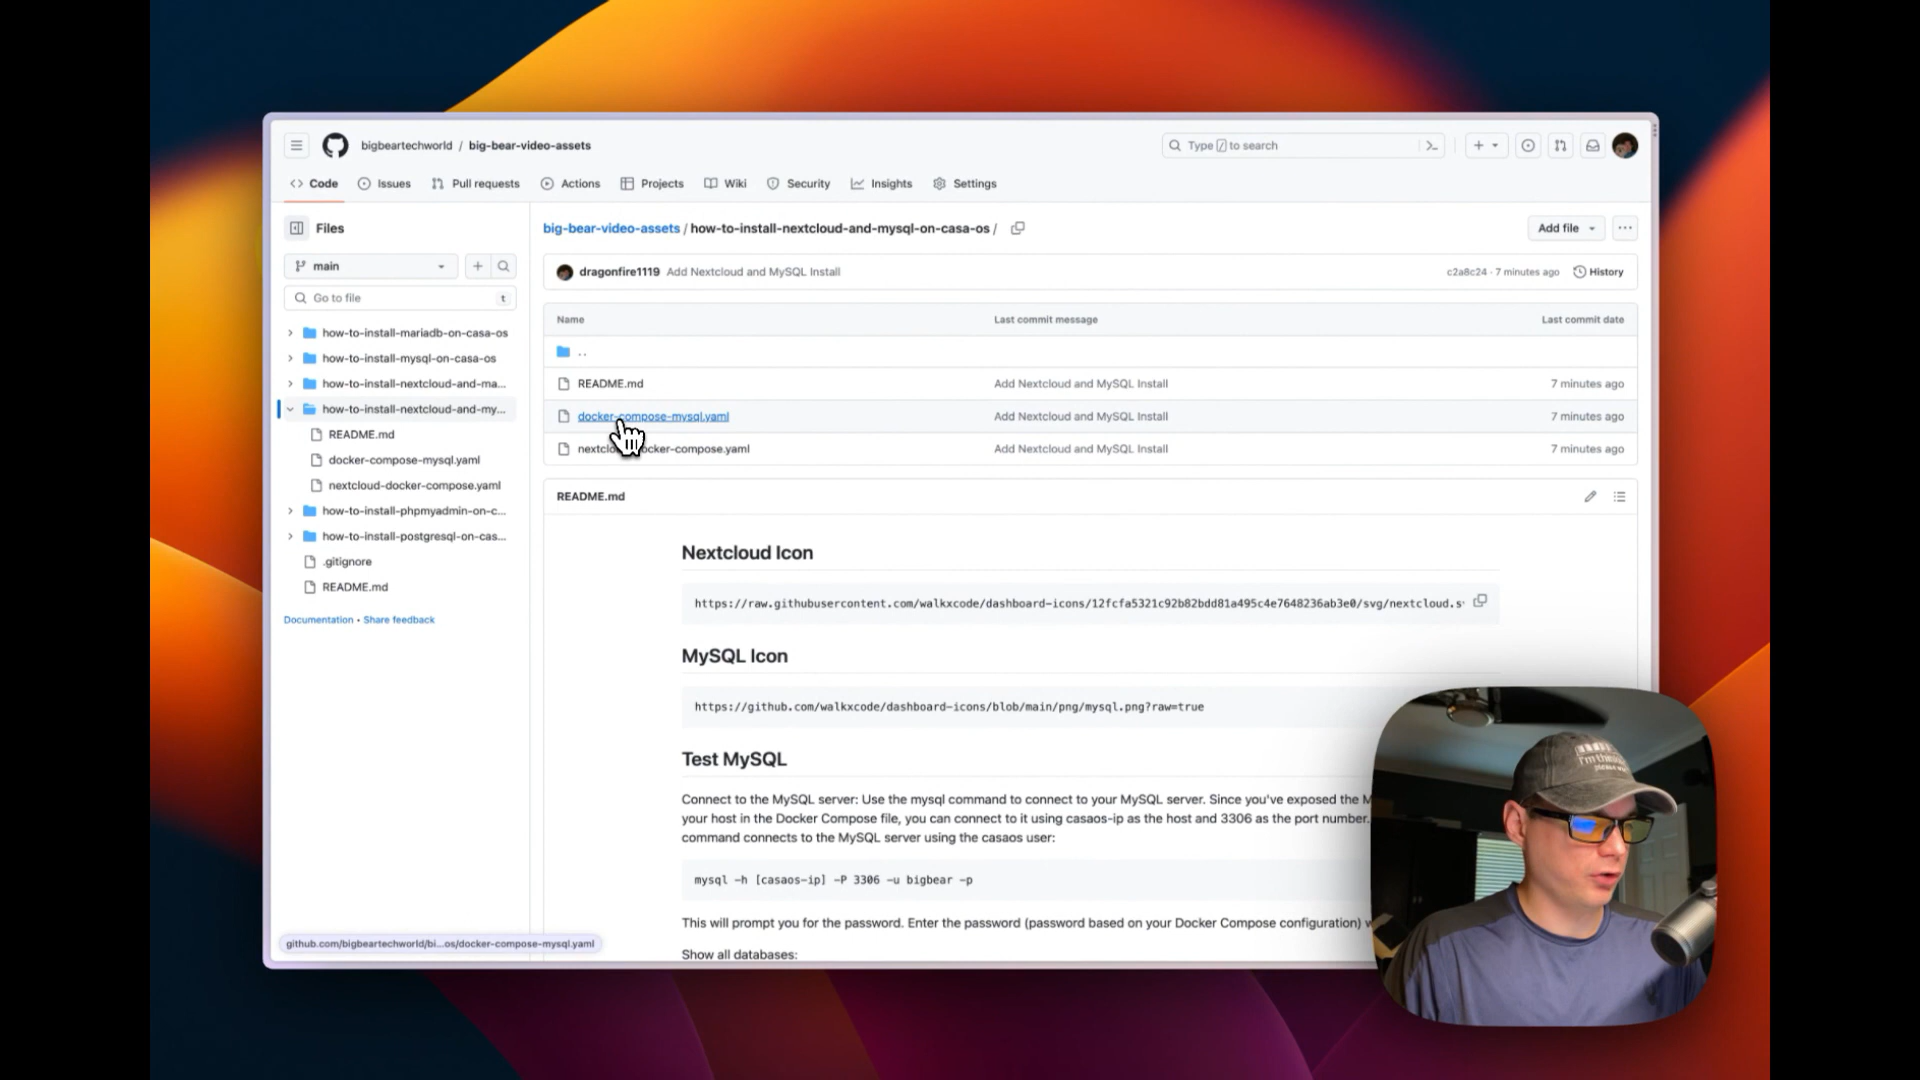 bigbeartechworld / big-bear-video-assets
Type / to search
Code Issues Pull requests Actions Projects Wiki Security Insights Settings
Files
main
Go to file t
how-to-install-mariadb-on-casa-os
how-to-install-mysql-on-casa-os
how-to-install-nextcloud-and-ma...
how-to-install-nextcloud-and-my...
README.md
docker-compose-mysql.yaml
nextcloud-docker-compose.yaml
how-to-install-phpmyadmin-on-c...
how-to-install-postgresql-on-cas...
.gitignore
README.md
Documentation • Share feedback
big-bear-video-assets / how-to-install-nextcloud-and-mysql-on-casa-os /
Add file
dragonfire1119 Add Nextcloud and MySQL Install c2a8c24 · 7 minutes ago History
Name Last commit message Last commit date
..
README.md Add Nextcloud and MySQL Install 7 minutes ago
docker-compose-mysql.yaml Add Nextcloud and MySQL Install 7 minutes ago
ocker-compose.yaml Add Nextcloud and MySQL Install 7 minutes ago
README.md
Nextcloud Icon
https://raw.githubusercontent.com/walkxcode/dashboard-icons/12fcfa5321c92b82bdd81a495c4e7648236ab3e0/svg/nextcloud.s
MySQL Icon
https://github.com/walkxcode/dashboard-icons/blob/main/png/mysql.png?raw=true
Test MySQL
Connect to the MySQL server: Use the mysql command to connect to your MySQL server. Since you've exposed the M
your host in the Docker Compose file, you can connect to it using casaos-ip as the host and 3306 as the port number.
command connects to the MySQL server using the casaos user:
mysql -h [casaos-ip] -P 3306 -u bigbear -p
This will prompt you for the password. Enter the password (password based on your Docker Compose configuration) w
Show all databases:
github.com/bigbeartechworld/bi...os/docker-compose-mysql.yaml